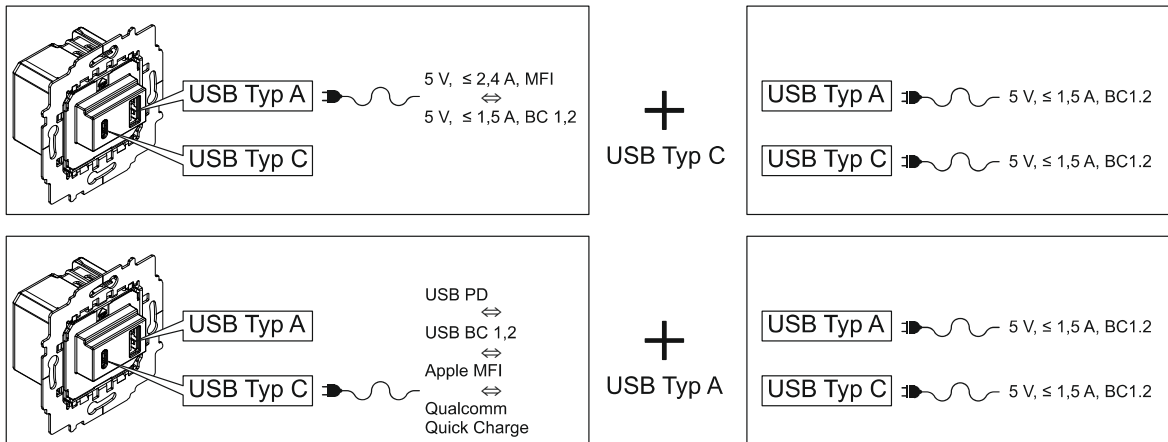 USB Typ A
5 V, ≤ 2,4 A, MFI
⇔
5 V, ≤ 1,5 A, BC 1,2
USB Typ C
+
USB Typ C
USB Typ A
5 V, ≤ 1,5 A, BC1.2
USB Typ C
5 V, ≤ 1,5 A, BC1.2
USB Typ A
USB Typ C
USB PD
⇔
USB BC 1,2
⇔
Apple MFI
⇔
Qualcomm
Quick Charge
+
USB Typ A
USB Typ A
5 V, ≤ 1,5 A, BC1.2
USB Typ C
5 V, ≤ 1,5 A, BC1.2